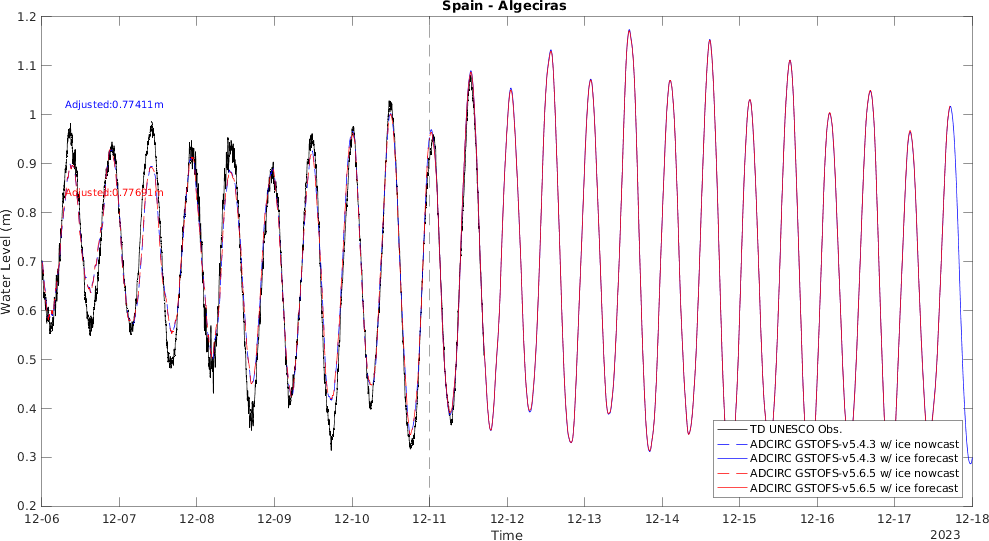 Spain - Algeciras
1.2
1.1
1
0.9
0.8
0.7
0.6
0.5
0.4
0.3
0.2
Water Level (m)
Adjusted:0.77411m
Adjusted:0.77691m
TD UNESCO Obs.
ADCIRC GSTOFS-v5.4.3 w/ ice nowcast
ADCIRC GSTOFS-v5.4.3 w/ ice forecast
ADCIRC GSTOFS-v5.6.5 w/ ice nowcast
ADCIRC GSTOFS-v5.6.5 w/ ice forecast
12-06 12-07 12-08 12-09 12-10 12-11 12-12 12-13 12-14 12-15 12-16 12-17 12-18
Time
2023